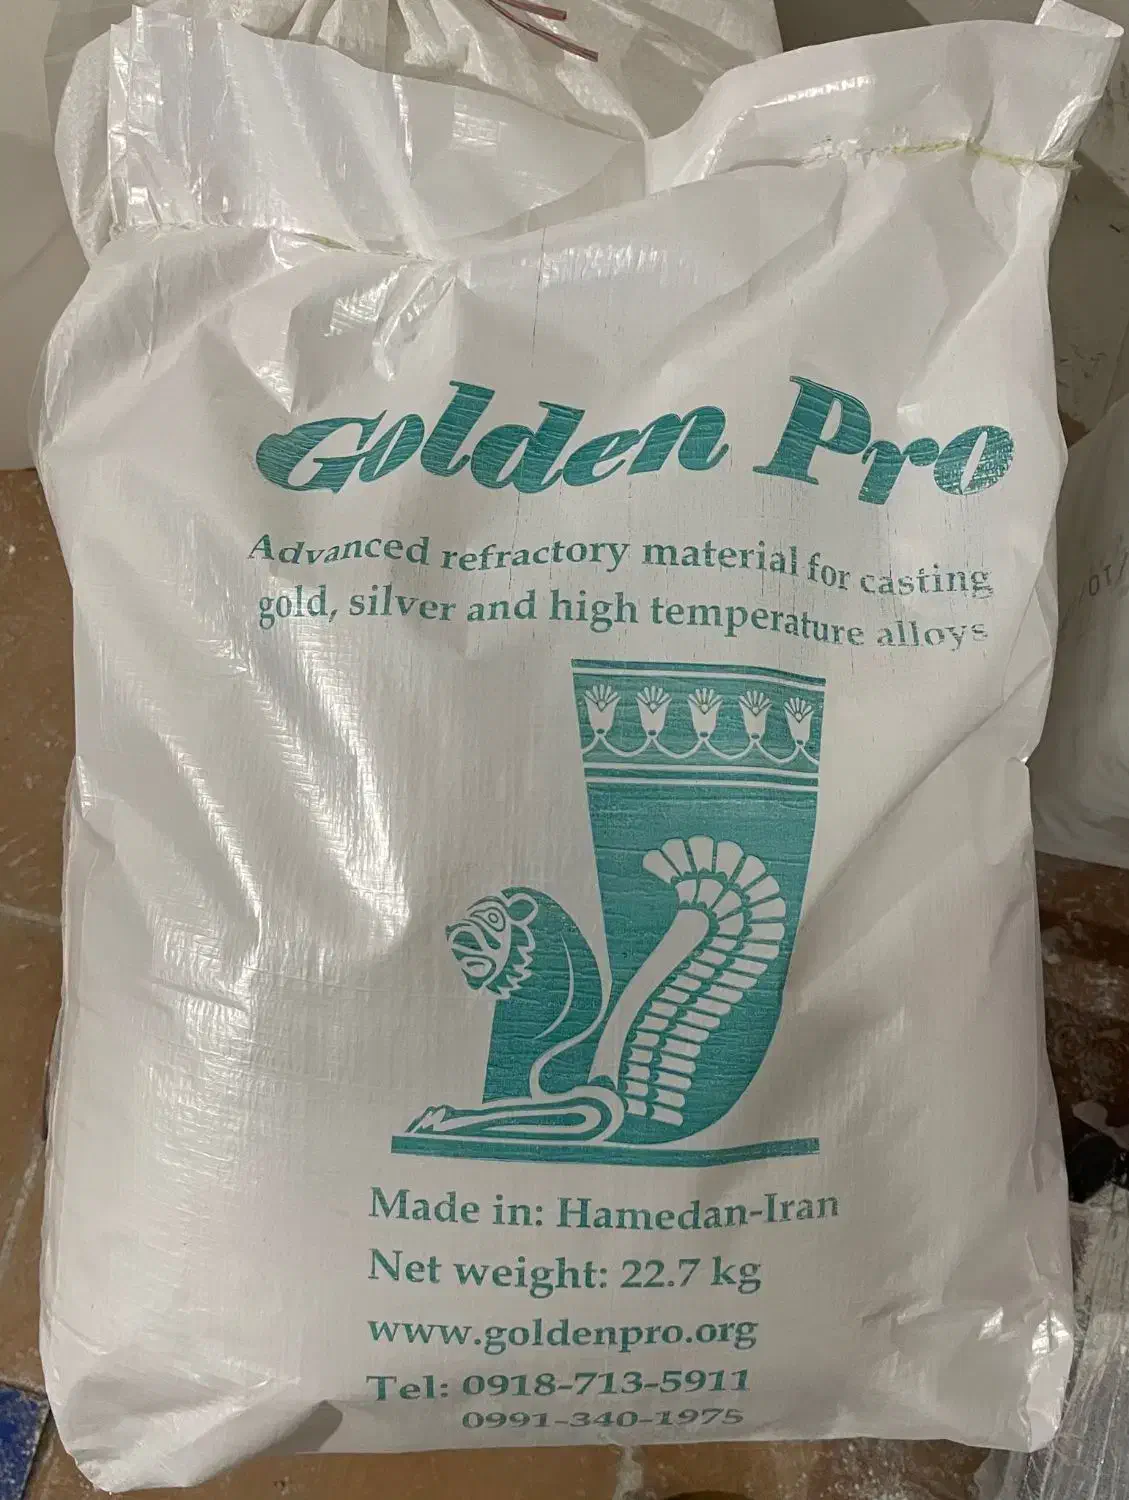 Golden Pro
Advanced refractory material for casting
gold, silver and high temperature alloys
Made in: Hamedan-Iran
Net weight: 22.7 kg
www.goldenpro.org
Tel: 0918-713-5911
0991-340-1975